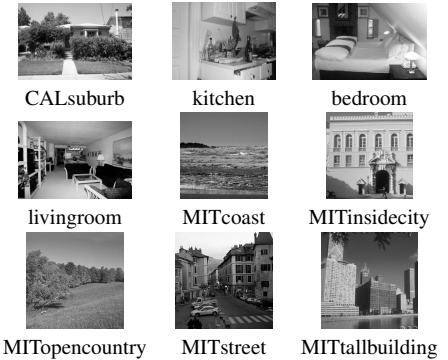 CALsuburb kitchen bedroom
livingroom MITcoast MITinsidecity
MITopencountry MITstreet MITtallbuilding